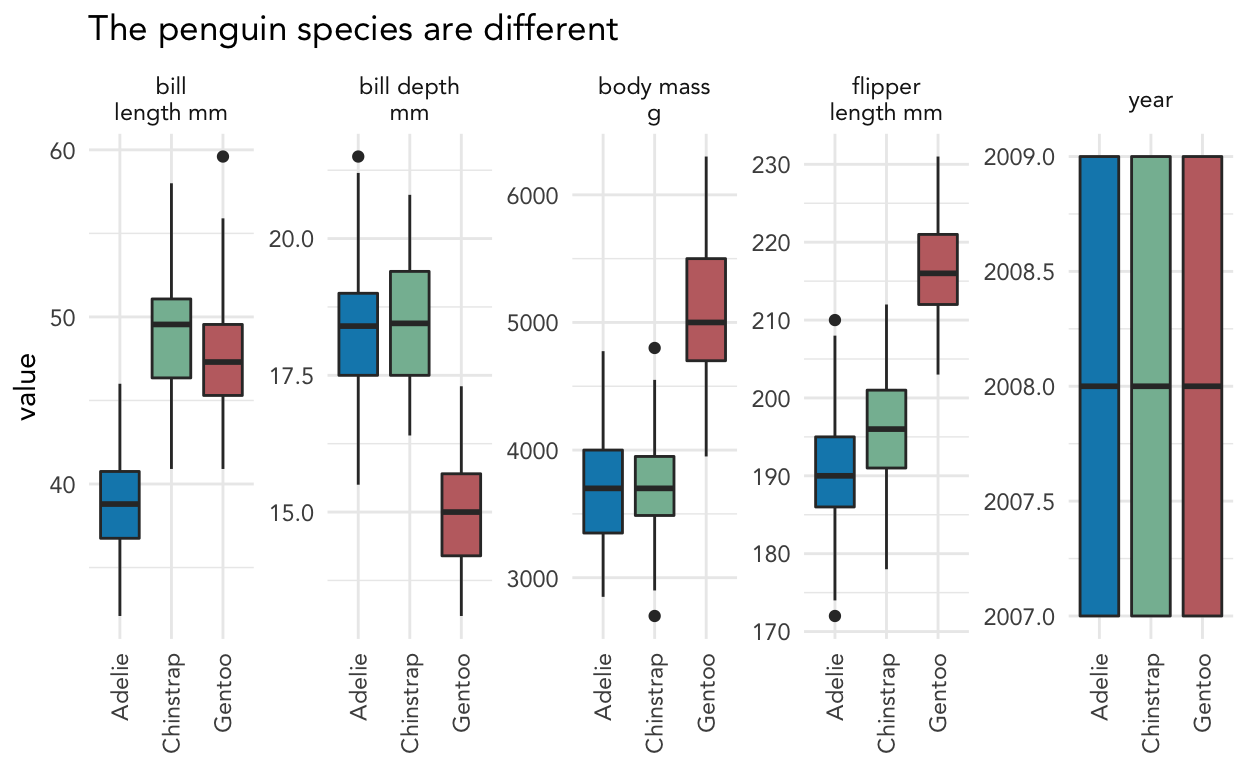 The penguin species are different
bill
length mm
bill depth
mm
body mass
g
flipper
length mm
year
value
60
50
40
20.0
17.5
15.0
6000
5000
4000
3000
230
220
210
200
190
180
170
2009.0
2008.5
2008.0
2007.5
2007.0
Adelie
Chinstrap
Gentoo
Adelie
Chinstrap
Gentoo
Adelie
Chinstrap
Gentoo
Adelie
Chinstrap
Gentoo
Adelie
Chinstrap
Gentoo